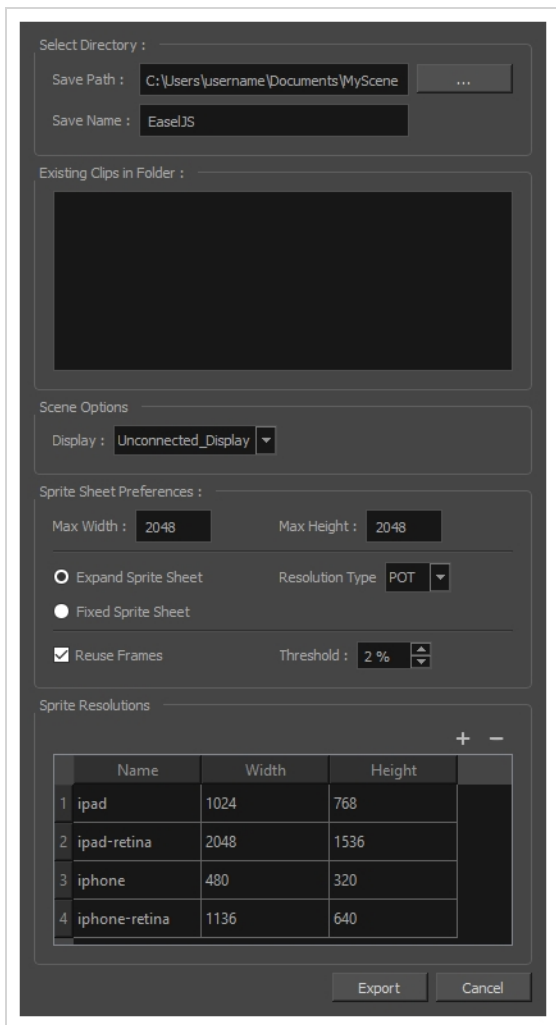 Select Directory :
Save Path : C:\Users\username\Documents\MyScene ...
Save Name : EaselJS
Existing Clips in Folder :
Scene Options
Display : Unconnected_Display
Sprite Sheet Preferences :
Max Width : 2048 Max Height : 2048
Expand Sprite Sheet Resolution Type POT
Fixed Sprite Sheet
Reuse Frames Threshold : 2 %
Sprite Resolutions
+ −
Name Width Height
1 ipad 1024 768
2 ipad-retina 2048 1536
3 iphone 480 320
4 iphone-retina 1136 640
Export Cancel